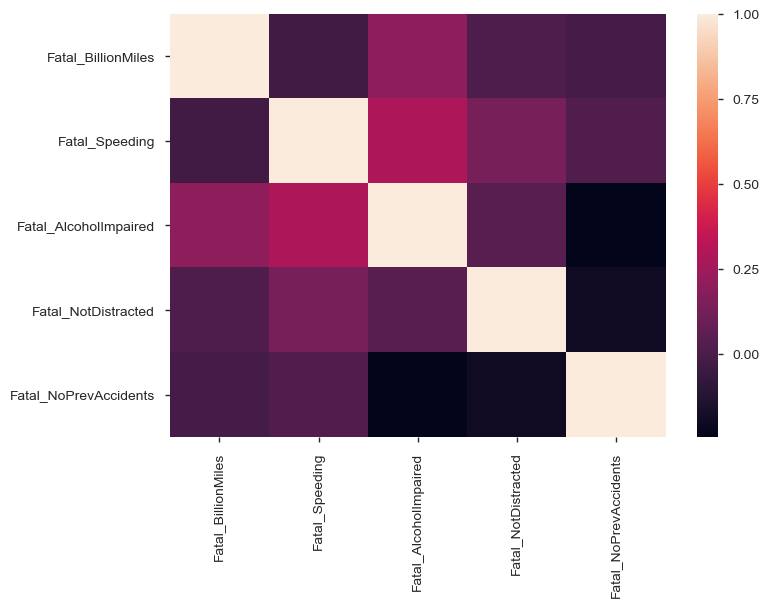 Fatal_BillionMiles
Fatal_Speeding
Fatal_AlcoholImpaired
Fatal_NotDistracted
Fatal_NoPrevAccidents
Fatal_BillionMiles
Fatal_Speeding
Fatal_AlcoholImpaired
Fatal_NotDistracted
Fatal_NoPrevAccidents
1.00
0.75
0.50
0.25
0.00